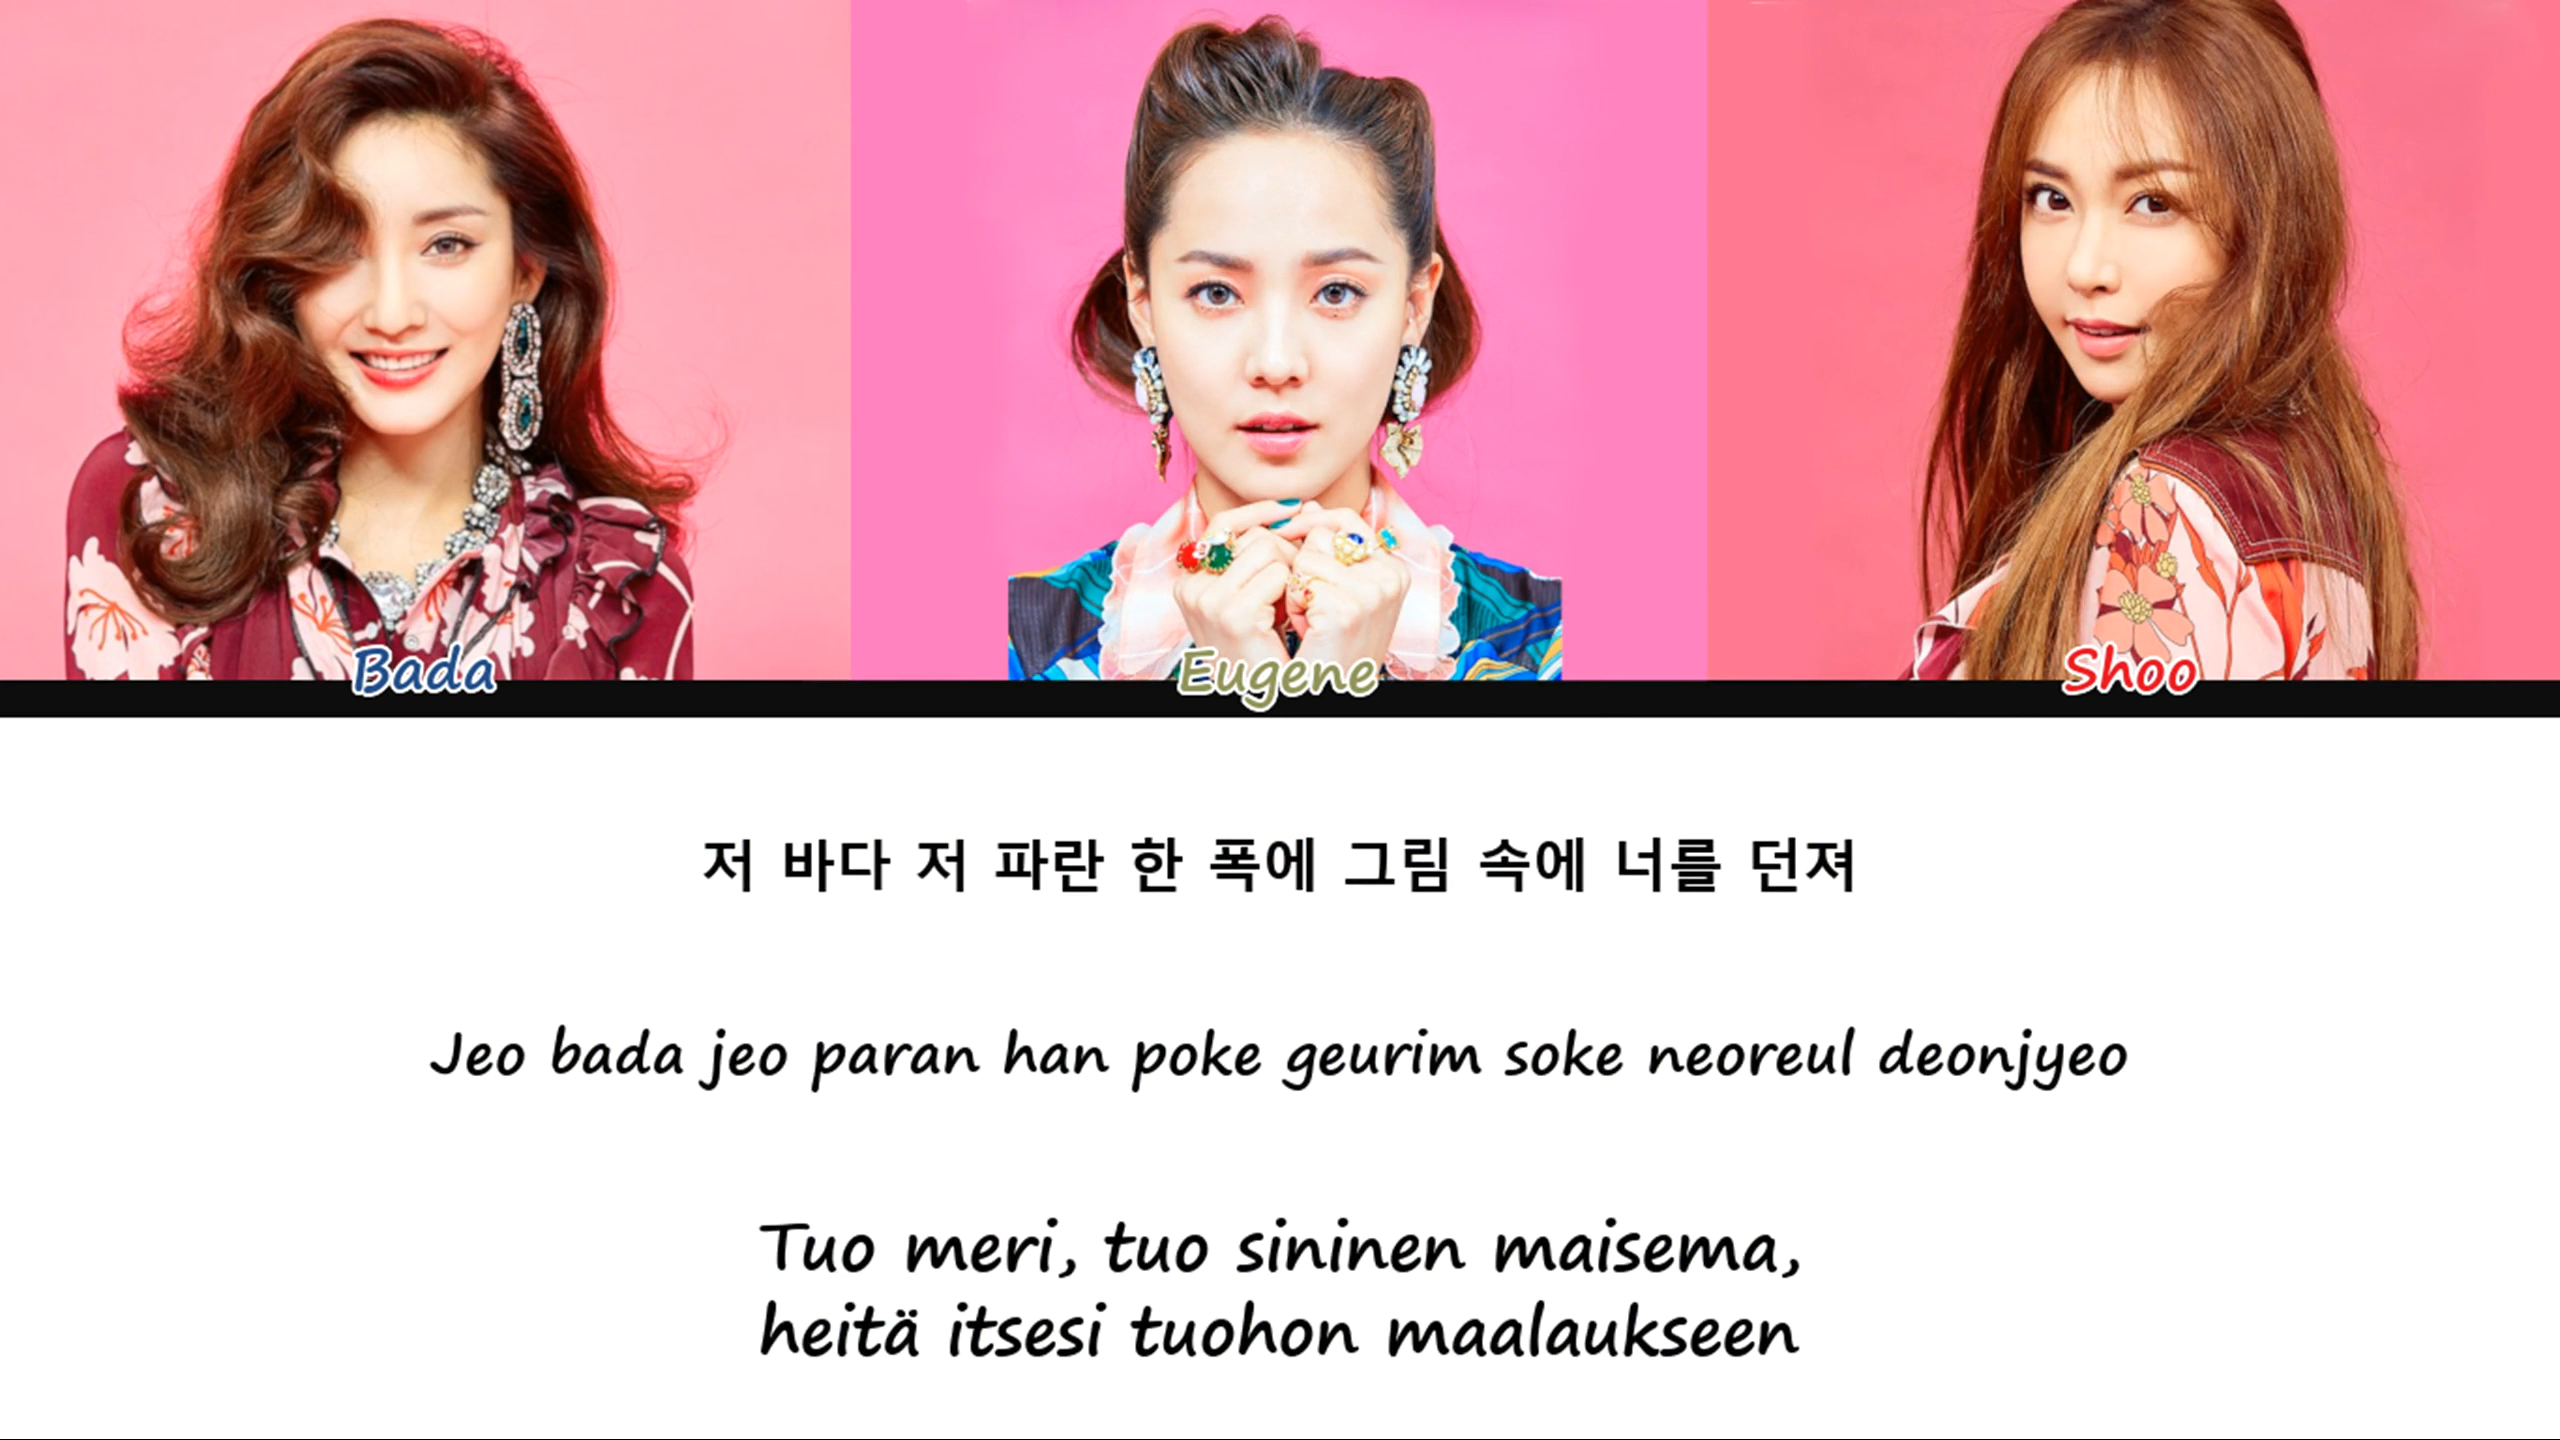 Bada
Eugene
Shoo
저 바다 저 파란 한 폭에 그림 속에 너를 던져
Jeo bada jeo paran han poke geurim soke neoreul deonjyeo
Tuo meri, tuo sininen maisema,
heitä itsesi tuohon maalaukseen